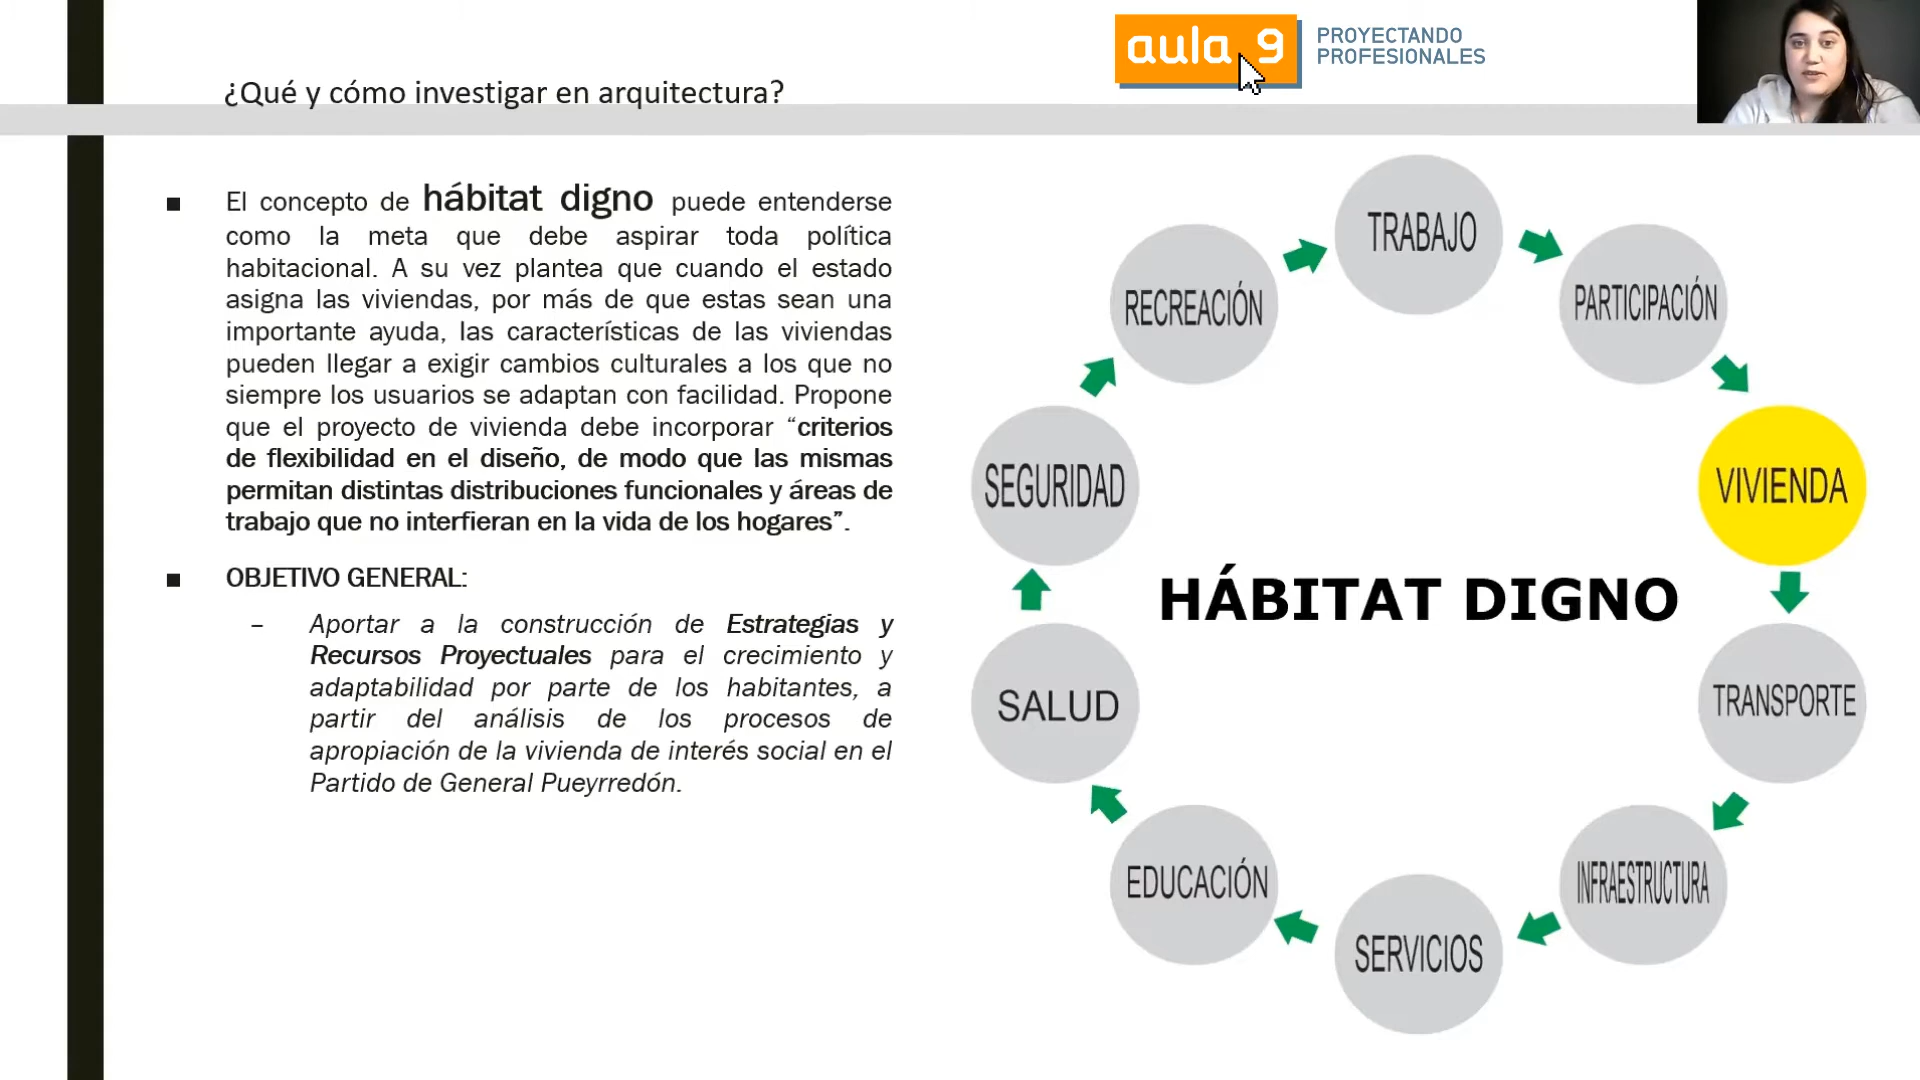 aula 9
PROYECTANDO
PROFESIONALES
¿Qué y cómo investigar en arquitectura?
■ El concepto de hábitat digno puede entenderse
como la meta que debe aspirar toda política
habitacional. A su vez plantea que cuando el estado
asigna las viviendas, por más de que estas sean una
importante ayuda, las características de las viviendas
pueden llegar a exigir cambios culturales a los que no
siempre los usuarios se adaptan con facilidad. Propone
que el proyecto de vivienda debe incorporar “criterios
de flexibilidad en el diseño, de modo que las mismas
permitan distintas distribuciones funcionales y áreas de
trabajo que no interfieran en la vida de los hogares”.
■ OBJETIVO GENERAL:
– Aportar a la construcción de Estrategias y
Recursos Proyectuales para el crecimiento y
adaptabilidad por parte de los habitantes, a
partir del análisis de los procesos de
apropiación de la vivienda de interés social en el
Partido de General Pueyrredón.
TRABAJO
PARTICIPACIÓN
VIVIENDA
TRANSPORTE
INFRAESTRUCTURA
SERVICIOS
EDUCACIÓN
SALUD
SEGURIDAD
RECREACIÓN
HÁBITAT DIGNO